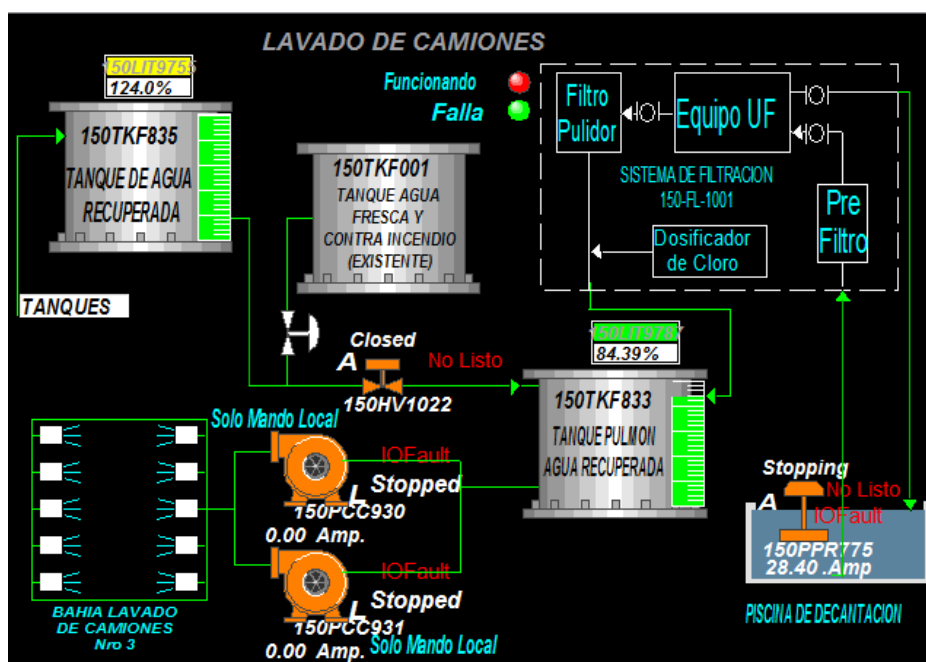 LAVADO DE CAMIONES
150LIT9755
124.0%
Funcionando
Falla
150TKF835
TANQUE DE AGUA
RECUPERADA
150TKF001
TANQUE AGUA
FRESCA Y
CONTRA INCENDIO
(EXISTENTE)
Filtro
Pulidor
Equipo UF
SISTEMA DE FILTRACION
150-FL-1001
Pre
Filtro
Dosificador
de Cloro
TANQUES
Closed
A
No Listo
150HV1022
150LIT9787
84.39%
150TKF833
TANQUE PULMON
AGUA RECUPERADA
Solo Mando Local
IOFault
L
Stopped
150PCC930
0.00 Amp.
IOFault
L
Stopped
150PCC931
0.00 Amp.
Solo Mando Local
BAHIA LAVADO
DE CAMIONES
Nro 3
Stopping
A
No Listo
IOFault
150PPR775
28.40 .Amp
PISCINA DE DECANTACION